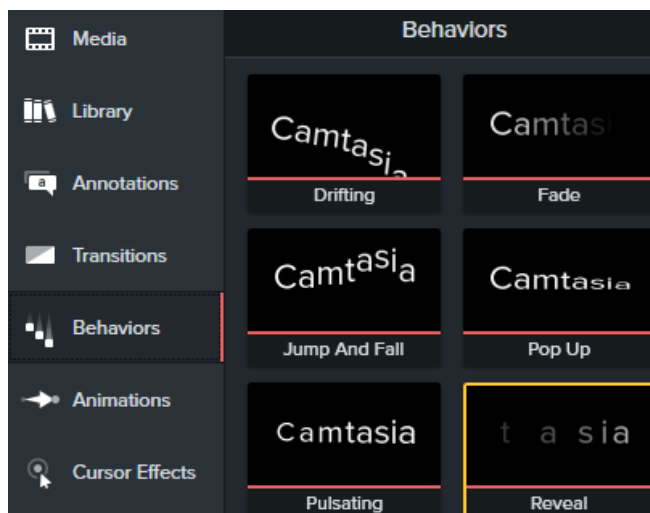 Media
Library
Annotations
Transitions
Behaviors
Animations
Cursor Effects
Behaviors
Camtasia
Drifting
Camtasi
Fade
Camtasia
Jump And Fall
Camtasia
Pop Up
Camtasia
Pulsating
t a sia
Reveal